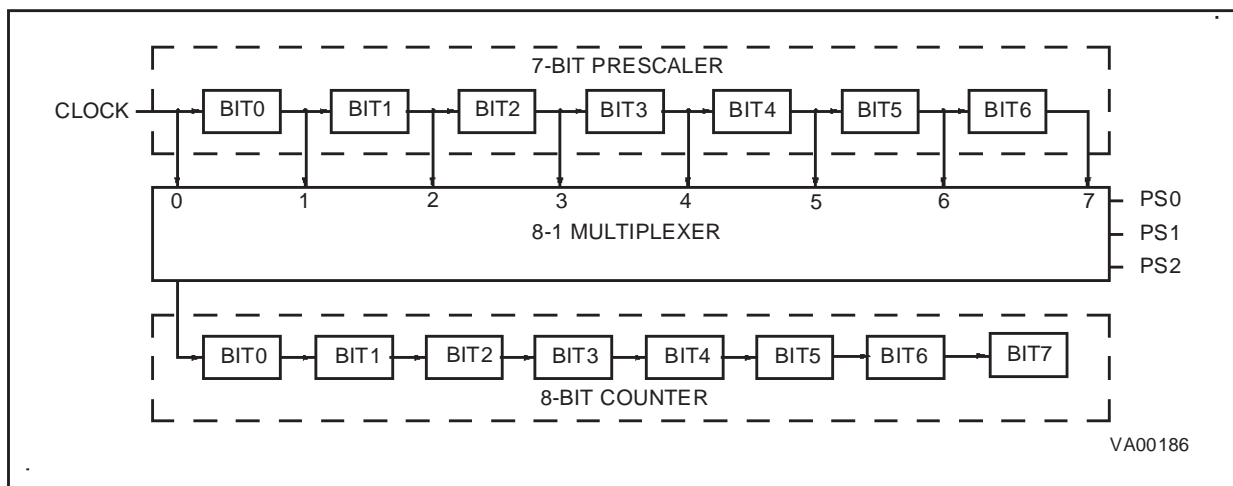 7-BIT PRESCALER
CLOCK BIT0 BIT1 BIT2 BIT3 BIT4 BIT5 BIT6
0 1 2 3 4 5 6 7 PS0
8-1 MULTIPLEXER PS1
PS2
BIT0 BIT1 BIT2 BIT3 BIT4 BIT5 BIT6 BIT7
8-BIT COUNTER
VA00186